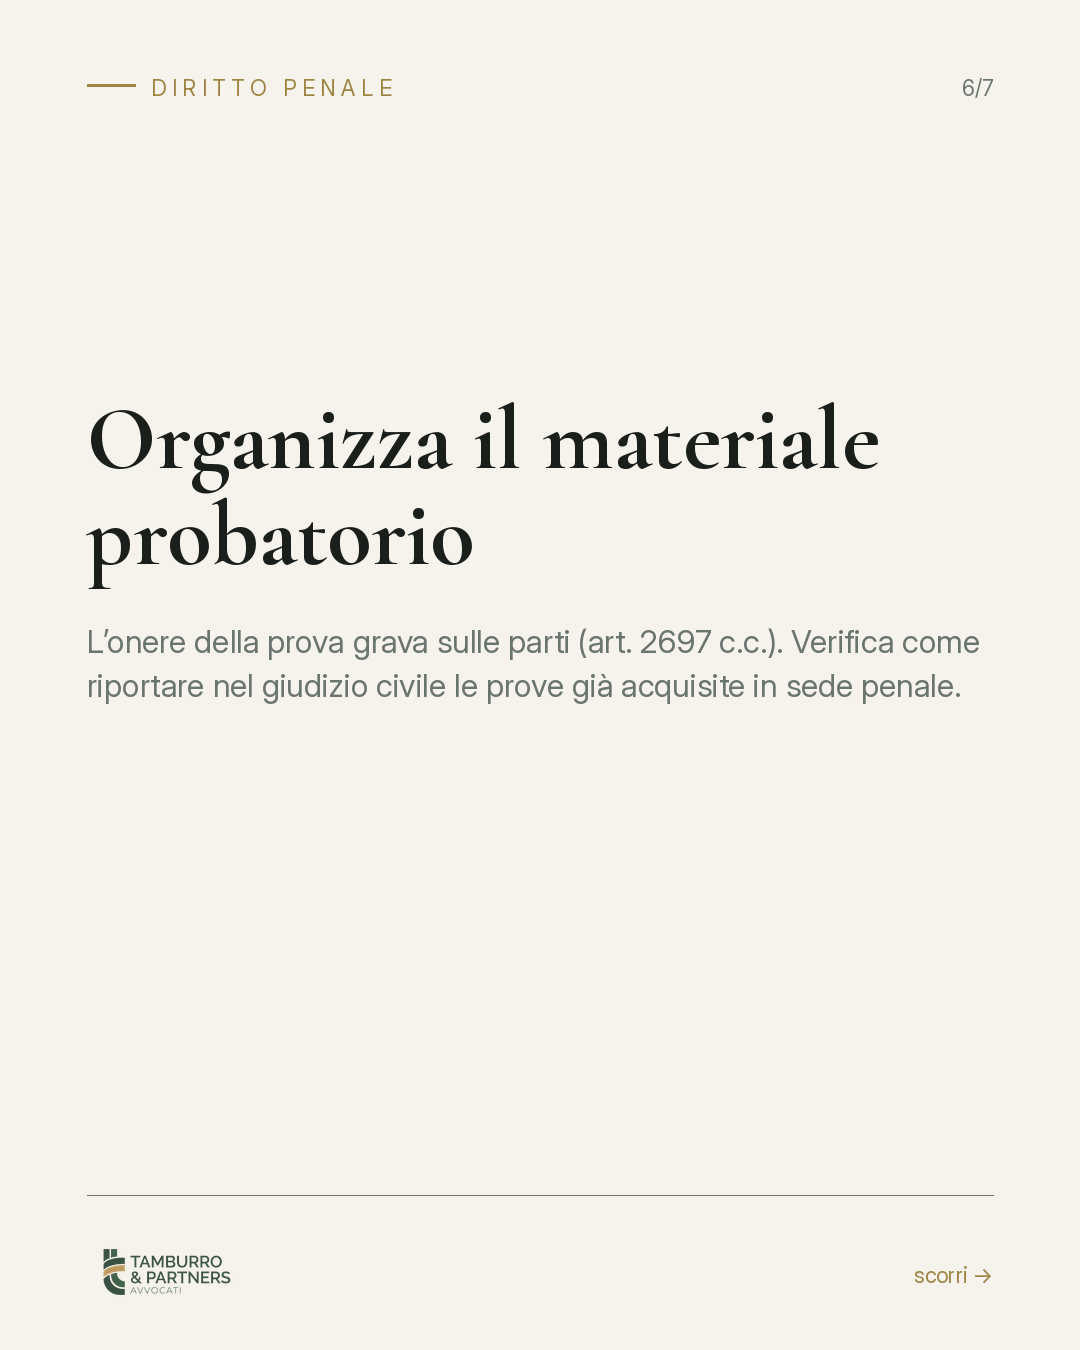 DIRITTO PENALE
6/7
Organizza il materiale
probatorio
L’onere della prova grava sulle parti (art. 2697 c.c.). Verifica come
riportare nel giudizio civile le prove già acquisite in sede penale.
TAMBURRO
& PARTNERS
AVVOCATI
scorri →